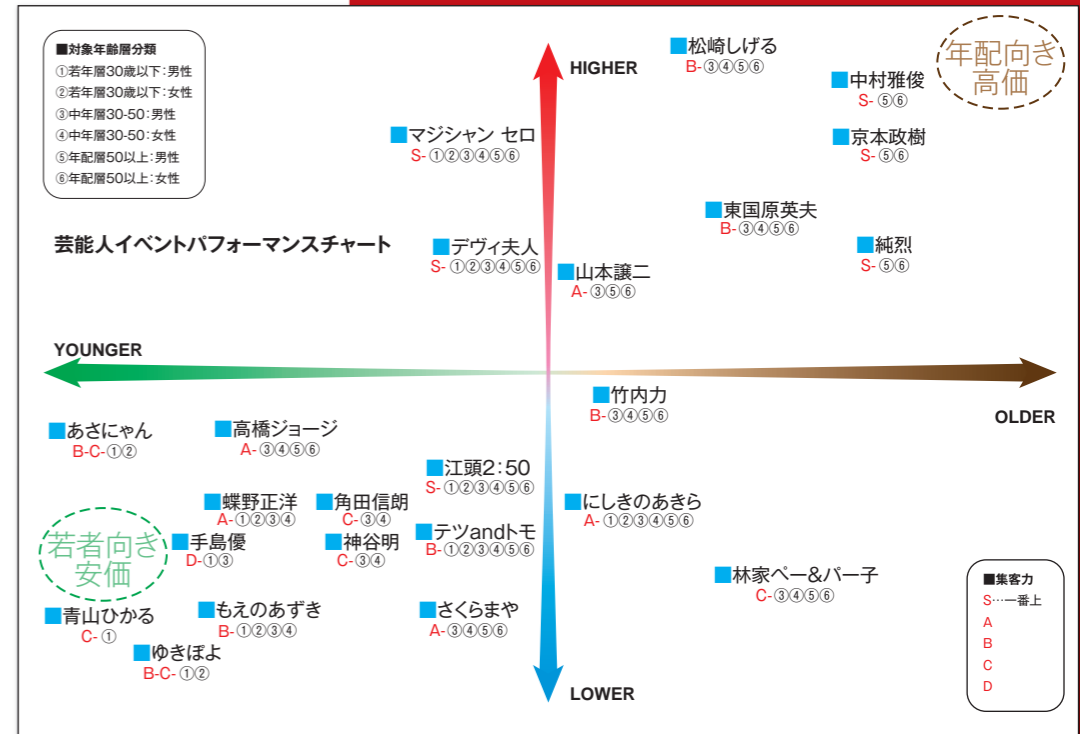 ■対象年齢層分類
①若年層30歳以下：男性
②若年層30歳以下：女性
③中年層30-50：男性
④中年層30-50：女性
⑤年配層50以上：男性
⑥年配層50以上：女性
HIGHER
年配向き
高価
■松崎しげる
B-③④⑤⑥
■中村雅俊
S-⑤⑥
■マジシャン セロ
S-①②③④⑤⑥
■京本政樹
S-⑤⑥
■東国原英夫
B-③④⑤⑥
芸能人イベントパフォーマンスチャート
■デヴィ夫人
S-①②③④⑤⑥
■純烈
S-⑤⑥
■山本譲二
A-③⑤⑥
YOUNGER
OLDER
■竹内力
B-③④⑤⑥
■あさにゃん
B-C-①②
■高橋ジョージ
A-③④⑤⑥
■江頭2：50
S-①②③④⑤⑥
■蝶野正洋
A-①②③④
■角田信朗
C-③④
■にしきのあきら
A-①②③④⑤⑥
若者向き
安価
■手島優
D-①③
■神谷明
C-③④
■テツandトモ
B-①②③④⑤⑥
■林家ペー&パー子
C-③④⑤⑥
■青山ひかる
C-①
■もえのあずき
B-①②③④
■さくらまや
A-③④⑤⑥
■ゆきぽよ
B-C-①②
LOWER
■集客力
S…一番上
A
B
C
D